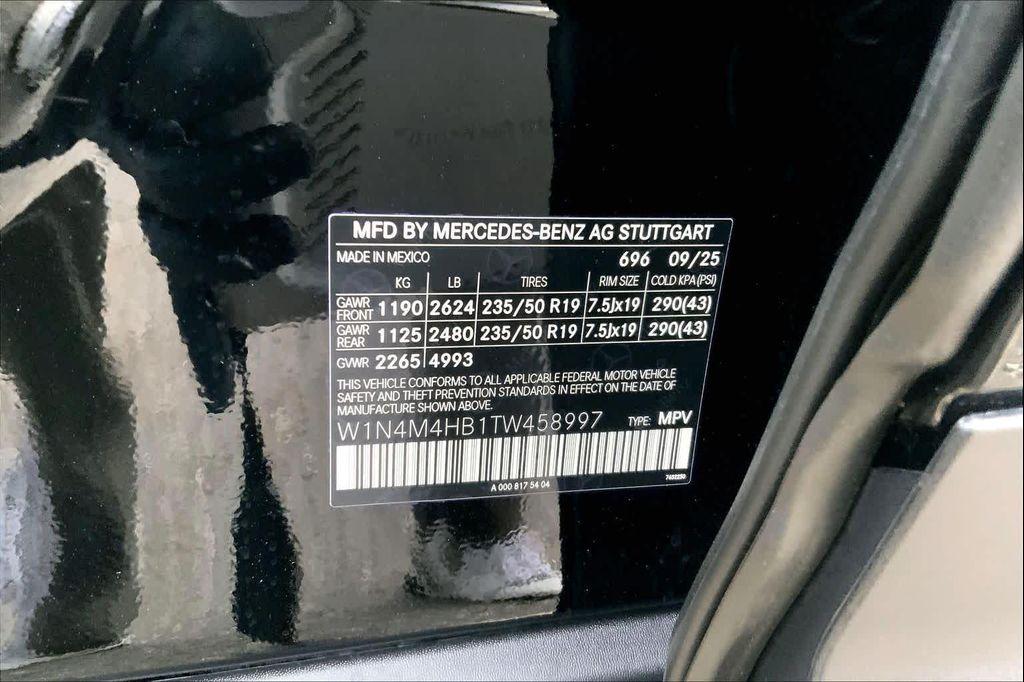 MFD BY MERCEDES-BENZ AG STUTTGART
MADE IN MEXICO 696 09/25
KG LB TIRES RIM SIZE COLD KPA(PSI)
GAWR FRONT 1190 2624 235/50 R19 7.5Jx19 290(43)
GAWR REAR 1125 2480 235/50 R19 7.5Jx19 290(43)
GVWR 2265 4993
THIS VEHICLE CONFORMS TO ALL APPLICABLE FEDERAL MOTOR VEHICLE
SAFETY AND THEFT PREVENTION STANDARDS IN EFFECT ON THE DATE OF
MANUFACTURE SHOWN ABOVE.
W1N4M4HB1TW458997 TYPE: MPV
A 000 817 54 04